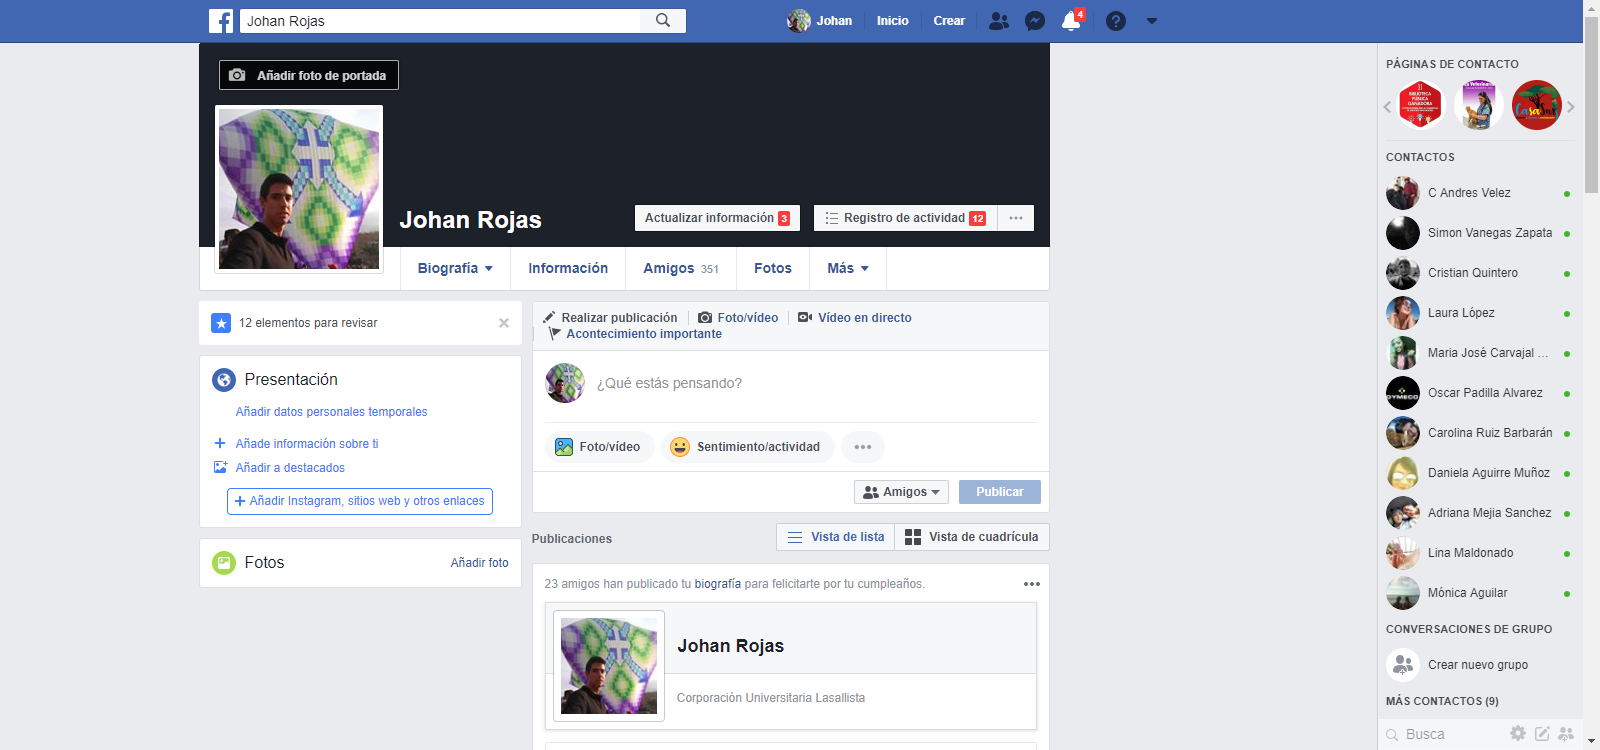 Johan Rojas
Johan
Inicio
Crear
4
Añadir foto de portada
Johan Rojas
Actualizar información 3
Registro de actividad 12
Biografía
Información
Amigos 351
Fotos
Más
12 elementos para revisar
Presentación
Añadir datos personales temporales
Añade información sobre ti
Añadir a destacados
Añadir Instagram, sitios web y otros enlaces
Fotos
Añadir foto
Realizar publicación
Foto/vídeo
Vídeo en directo
Acontecimiento importante
¿Qué estás pensando?
Foto/vídeo
Sentimiento/actividad
Amigos
Publicar
Publicaciones
Vista de lista
Vista de cuadrícula
23 amigos han publicado tu biografía para felicitarte por tu cumpleaños.
Johan Rojas
Corporación Universitaria Lasallista
PÁGINAS DE CONTACTO
BIBLIOTECA
PÚBLICA
GANADORA
CasaSur
CONTACTOS
C Andres Velez
Simon Vanegas Zapata
Cristian Quintero
Laura López
Maria José Carvajal ...
GYMECO
Oscar Padilla Alvarez
Carolina Ruiz Barbarán
Daniela Aguirre Muñoz
Adriana Mejia Sanchez
Lina Maldonado
Mónica Aguilar
CONVERSACIONES DE GRUPO
Crear nuevo grupo
MÁS CONTACTOS (9)
Busca